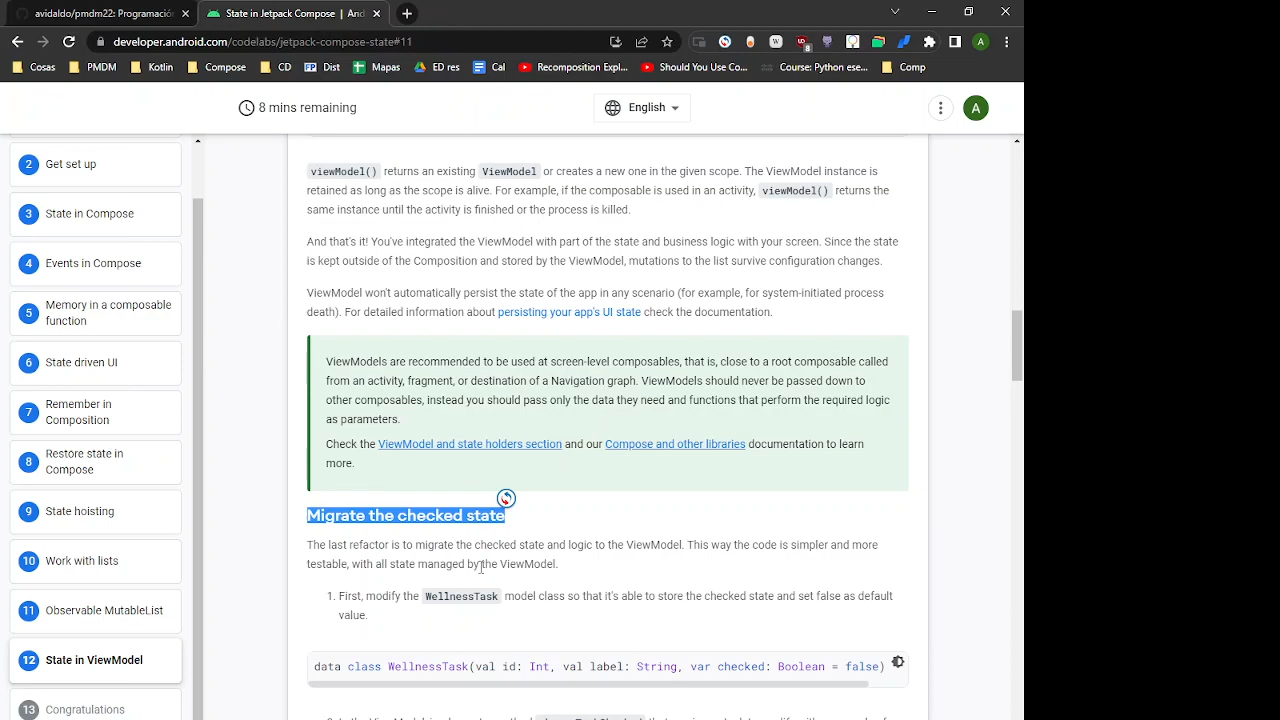 avidaldo/pmdm22: Programació
State in Jetpack Compose | And
developer.android.com/codelabs/jetpack-compose-state#11
Cosas
PMDM
Kotlin
Compose
CD
Dist
Mapas
ED res
Cal
Recomposition Expl...
Should You Use Co...
Course: Python ese...
Comp
8 mins remaining
English
A
2 Get set up
3 State in Compose
4 Events in Compose
5 Memory in a composable
function
6 State driven UI
7 Remember in
Composition
8 Restore state in
Compose
9 State hoisting
10 Work with lists
11 Observable MutableList
12 State in ViewModel
13 Congratulations
viewModel() returns an existing ViewModel or creates a new one in the given scope. The ViewModel instance is
retained as long as the scope is alive. For example, if the composable is used in an activity, viewModel() returns the
same instance until the activity is finished or the process is killed.
And that's it! You've integrated the ViewModel with part of the state and business logic with your screen. Since the state
is kept outside of the Composition and stored by the ViewModel, mutations to the list survive configuration changes.
ViewModel won't automatically persist the state of the app in any scenario (for example, for system-initiated process
death). For detailed information about persisting your app's UI state check the documentation.
ViewModels are recommended to be used at screen-level composables, that is, close to a root composable called
from an activity, fragment, or destination of a Navigation graph. ViewModels should never be passed down to
other composables, instead you should pass only the data they need and functions that perform the required logic
as parameters.
Check the ViewModel and state holders section and our Compose and other libraries documentation to learn
more.
Migrate the checked state
The last refactor is to migrate the checked state and logic to the ViewModel. This way the code is simpler and more
testable, with all state managed by the ViewModel.
1. First, modify the WellnessTask model class so that it's able to store the checked state and set false as default
value.
data class WellnessTask(val id: Int, val label: String, var checked: Boolean = false)